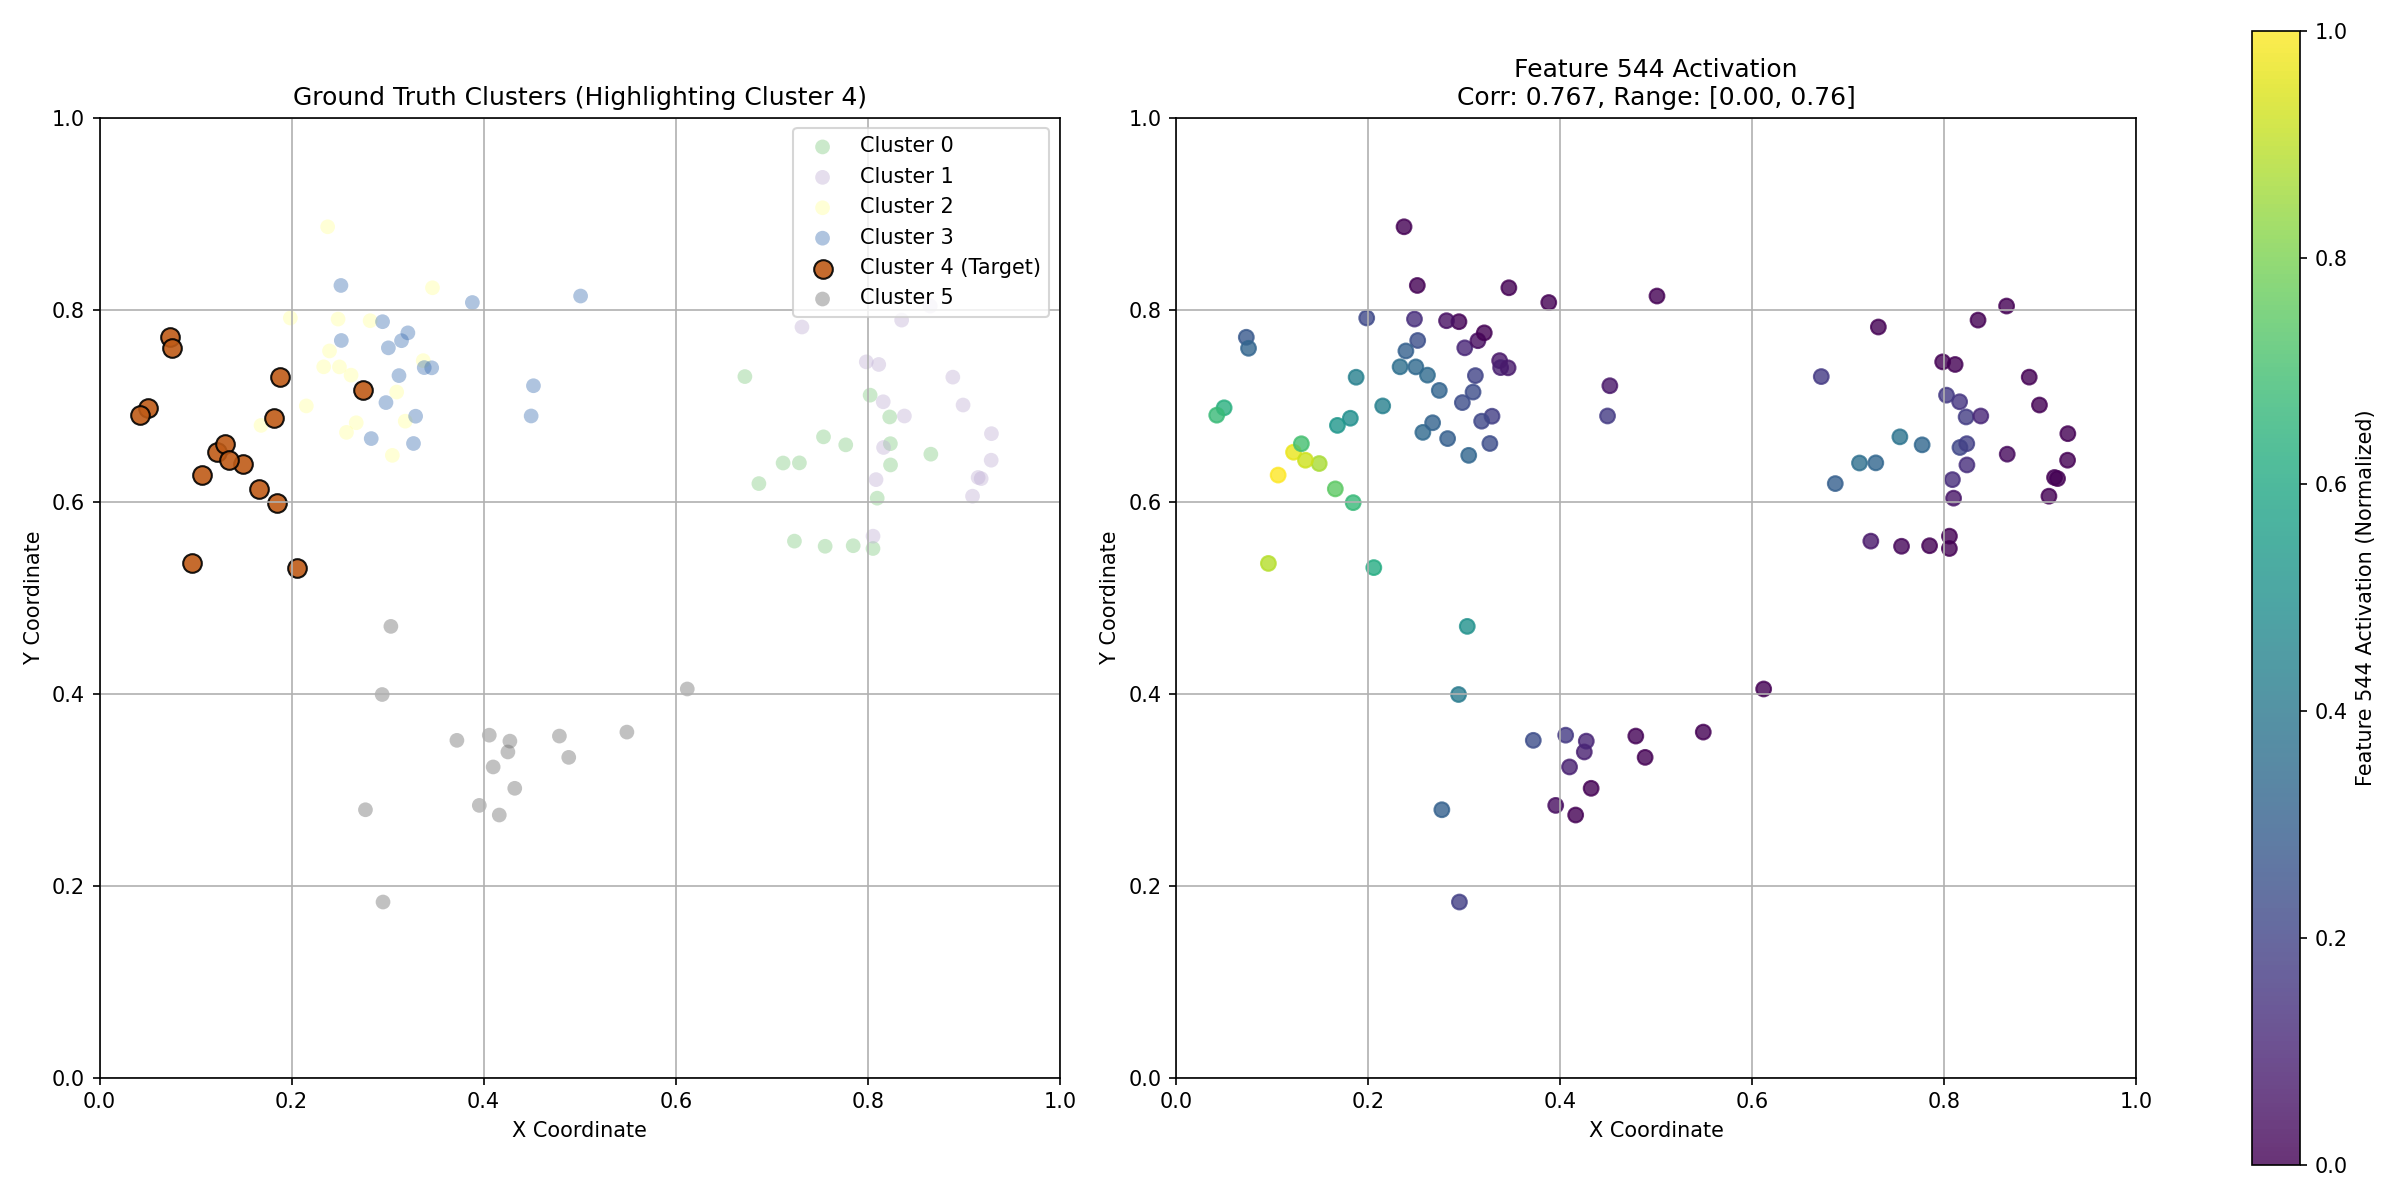 Ground Truth Clusters (Highlighting Cluster 4)
Cluster 0
Cluster 1
Cluster 2
Cluster 3
Cluster 4 (Target)
Cluster 5
1.0
0.8
0.6
0.4
0.2
0.0
Y Coordinate
0.0 0.2 0.4 0.6 0.8 1.0
X Coordinate
Feature 544 Activation
Corr: 0.767, Range: [0.00, 0.76]
1.0
0.8
0.6
0.4
0.2
0.0
Y Coordinate
0.0 0.2 0.4 0.6 0.8 1.0
X Coordinate
1.0
0.8
0.6
0.4
0.2
0.0
Feature 544 Activation (Normalized)